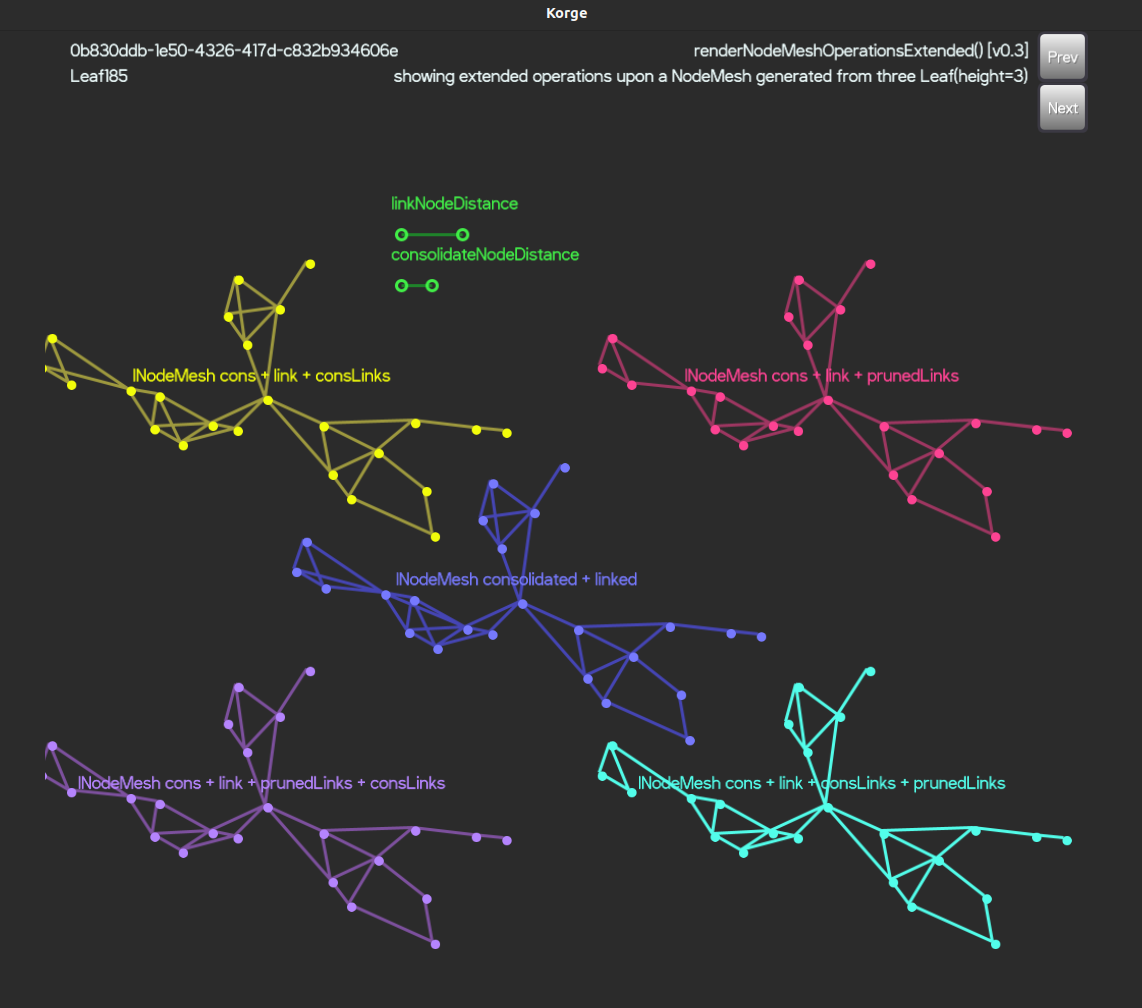 Korge
0b830ddb-1e50-4326-417d-c832b934606e
renderNodeMeshOperationsExtended() [v0.3]
Prev
Leaf185
showing extended operations upon a NodeMesh generated from three Leaf(height=3)
Next
linkNodeDistance
consolidateNodeDistance
INodeMesh cons + link + consLinks
INodeMesh cons + link + prunedLinks
INodeMesh consolidated + linked
INodeMesh cons + link + prunedLinks + consLinks
INodeMesh cons + link + consLinks + prunedLinks